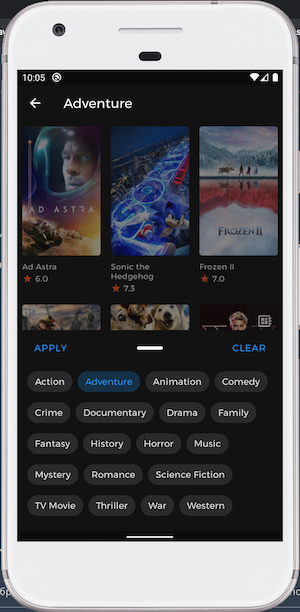 10:05
Adventure
AD ASTRA
FROZEN II
Ad Astra
Sonic the
Hedgehog
Frozen II
6.0
7.3
7.0
APPLY
CLEAR
Action
Adventure
Animation
Comedy
Crime
Documentary
Drama
Family
Fantasy
History
Horror
Music
Mystery
Romance
Science Fiction
TV Movie
Thriller
War
Western